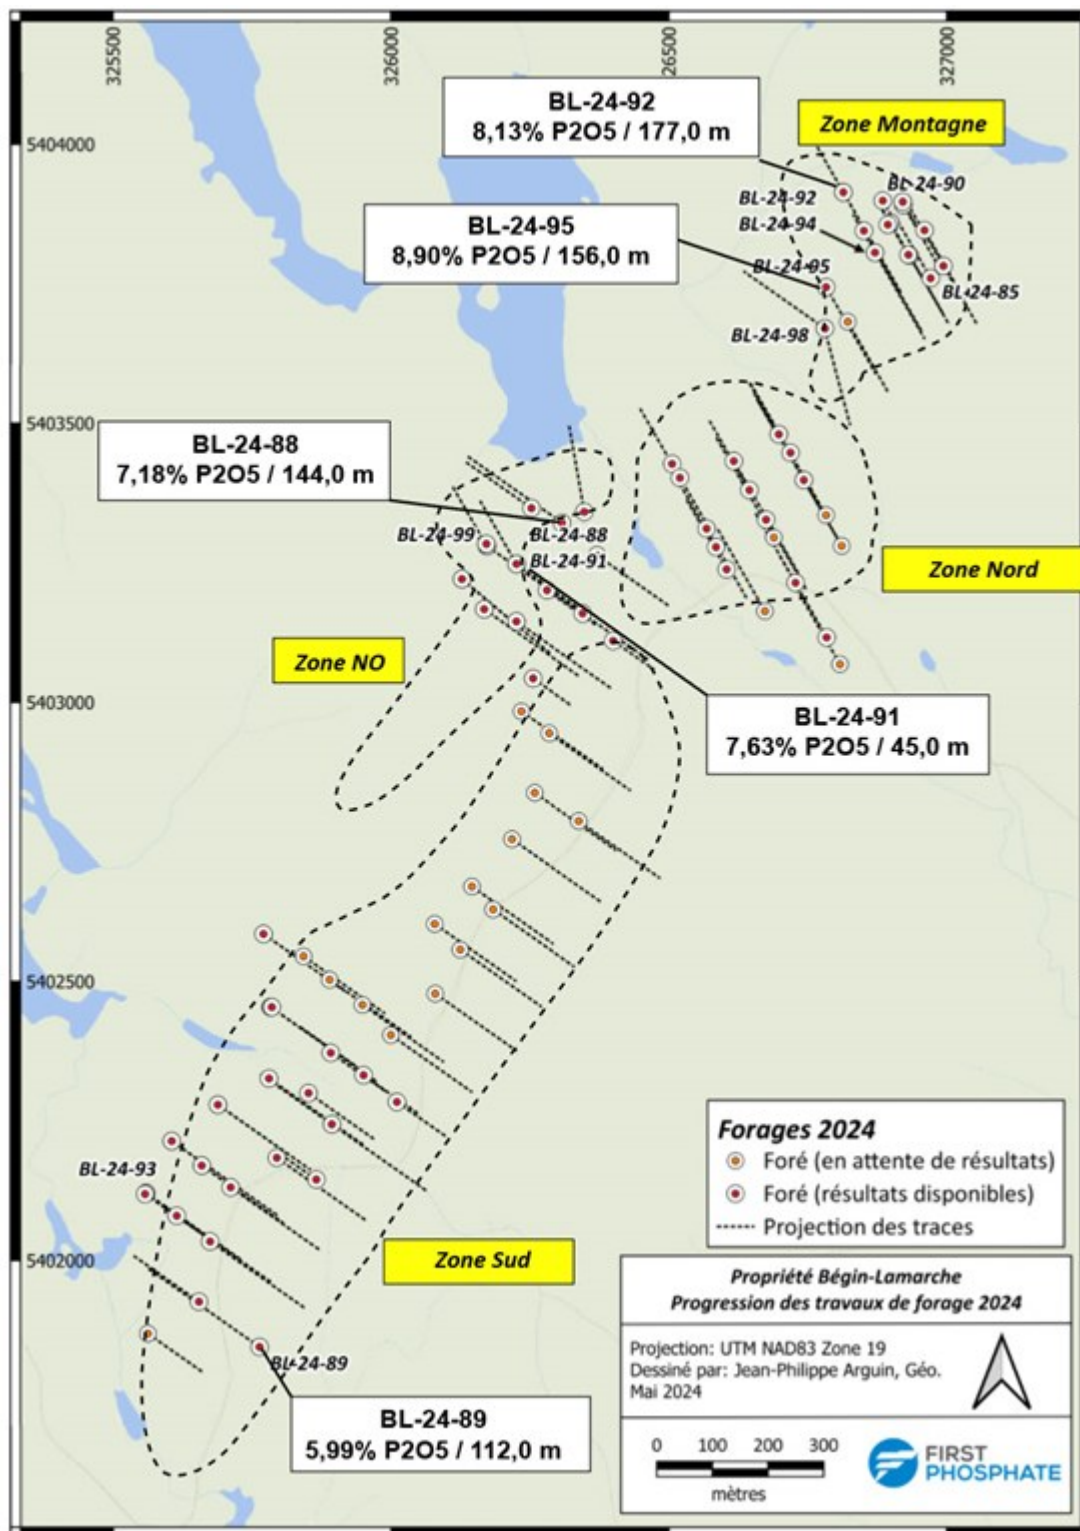 325500
326000
326500
327000
5404000
5403500
5403000
5402500
5402000
BL-24-92
8,13% P2O5 / 177,0 m
Zone Montagne
BL-24-90
BL-24-92
BL-24-94
BL-24-95
8,90% P2O5 / 156,0 m
BL-24-95
BL-24-85
BL-24-98
BL-24-88
7,18% P2O5 / 144,0 m
BL-24-99
BL-24-88
BL-24-91
Zone Nord
Zone NO
BL-24-91
7,63% P2O5 / 45,0 m
BL-24-93
Zone Sud
BL-24-89
BL-24-89
5,99% P2O5 / 112,0 m
Forages 2024
Foré (en attente de résultats)
Foré (résultats disponibles)
Projection des traces
Propriété Bégin-Lamarche
Progression des travaux de forage 2024
Projection: UTM NAD83 Zone 19
Dessiné par: Jean-Philippe Arguin, Géo.
Mai 2024
0 100 200 300
mètres
FIRST
PHOSPHATE